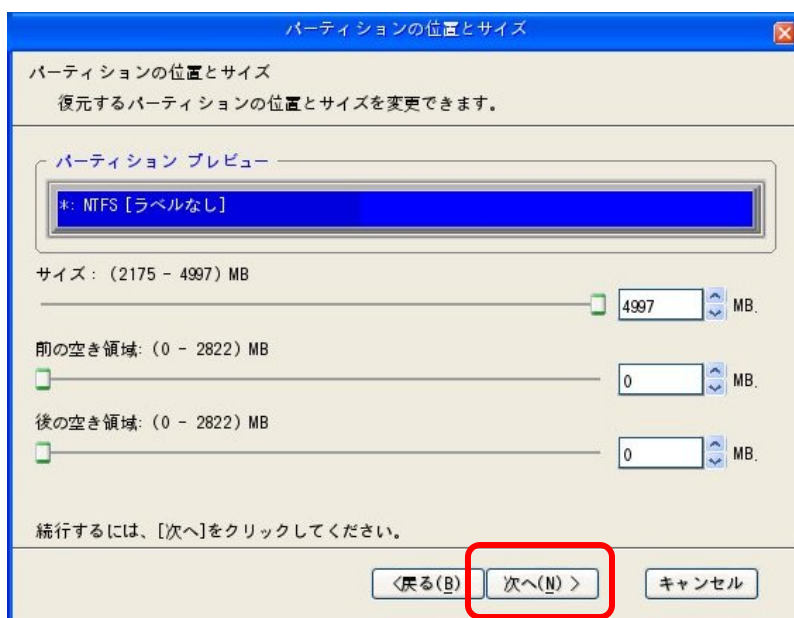 パーティションの位置とサイズ
パーティションの位置とサイズ
復元するパーティションの位置とサイズを変更できます。
パーティション プレビュー
*: NTFS [ラベルなし]
サイズ: (2175 - 4997) MB
4997 MB.
前の空き領域: (0 - 2822) MB
0 MB.
後の空き領域: (0 - 2822) MB
0 MB.
続行するには、[次へ]をクリックしてください。
<戻る(B) 次へ(N) > キャンセル